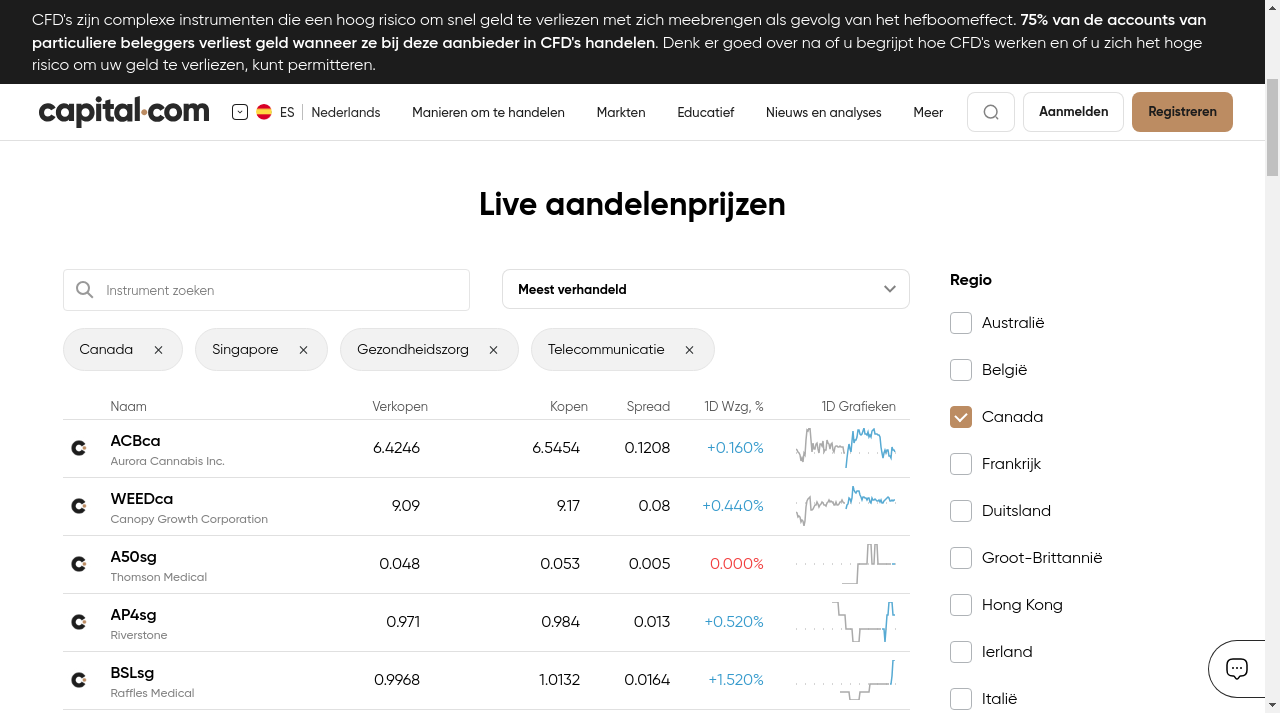 CFD's zijn complexe instrumenten die een hoog risico om snel geld te verliezen met zich meebrengen als gevolg van het hefboomeffect. 75% van de accounts van
particuliere beleggers verliest geld wanneer ze bij deze aanbieder in CFD's handelen. Denk er goed over na of u begrijpt hoe CFD's werken en of u zich het hoge
risico om uw geld te verliezen, kunt permitteren.
capital.com ES Nederlands Manieren om te handelen Markten Educatief Nieuws en analyses Meer Aanmelden Registreren
Live aandelenprijzen
Instrument zoeken Meest verhandeld
Canada Singapore Gezondheidszorg Telecommunicatie
Naam Verkopen Kopen Spread 1D Wzg, % 1D Grafieken
ACBca 6.4246 6.5454 0.1208 +0.160%
Aurora Cannabis Inc.
WEEDca 9.09 9.17 0.08 +0.440%
Canopy Growth Corporation
A50sg 0.048 0.053 0.005 0.000%
Thomson Medical
AP4sg 0.971 0.984 0.013 +0.520%
Riverstone
BSLsg 0.9968 1.0132 0.0164 +1.520%
Raffles Medical
Regio
Australië
België
Canada
Frankrijk
Duitsland
Groot-Brittannië
Hong Kong
Ierland
Italië